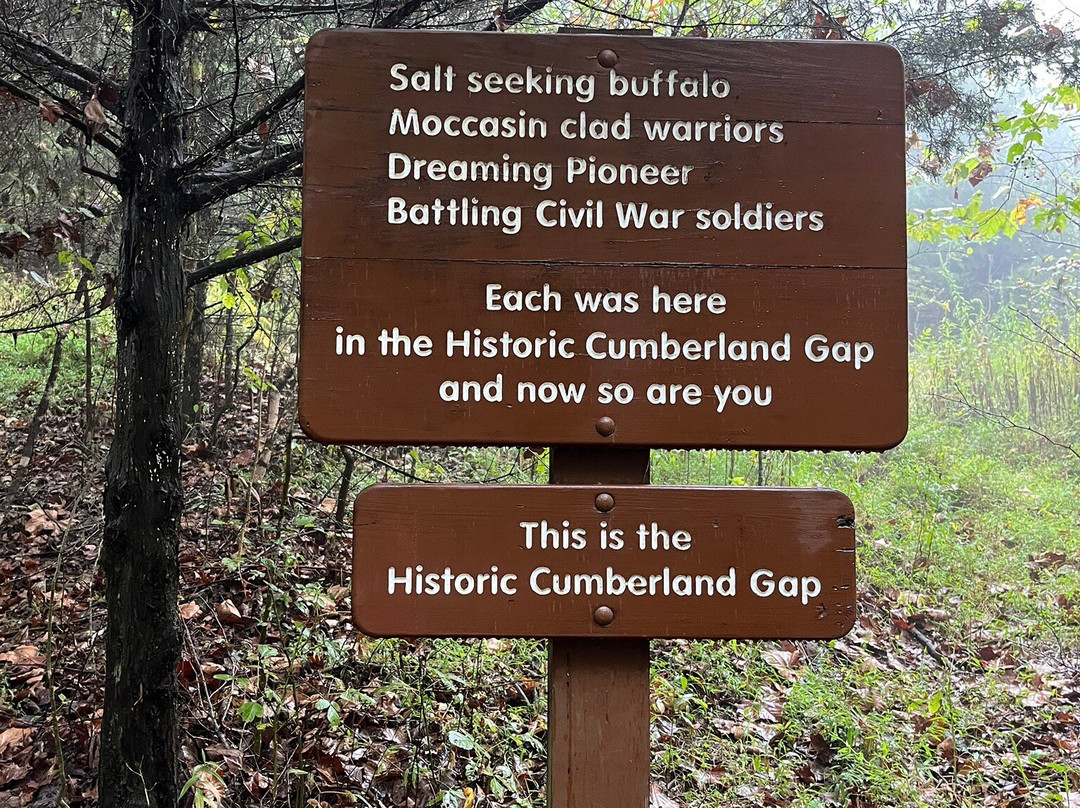 Salt seeking buffalo
Moccasin clad warriors
Dreaming Pioneer
Battling Civil War soldiers
Each was here
in the Historic Cumberland Gap
and now so are you
This is the
Historic Cumberland Gap